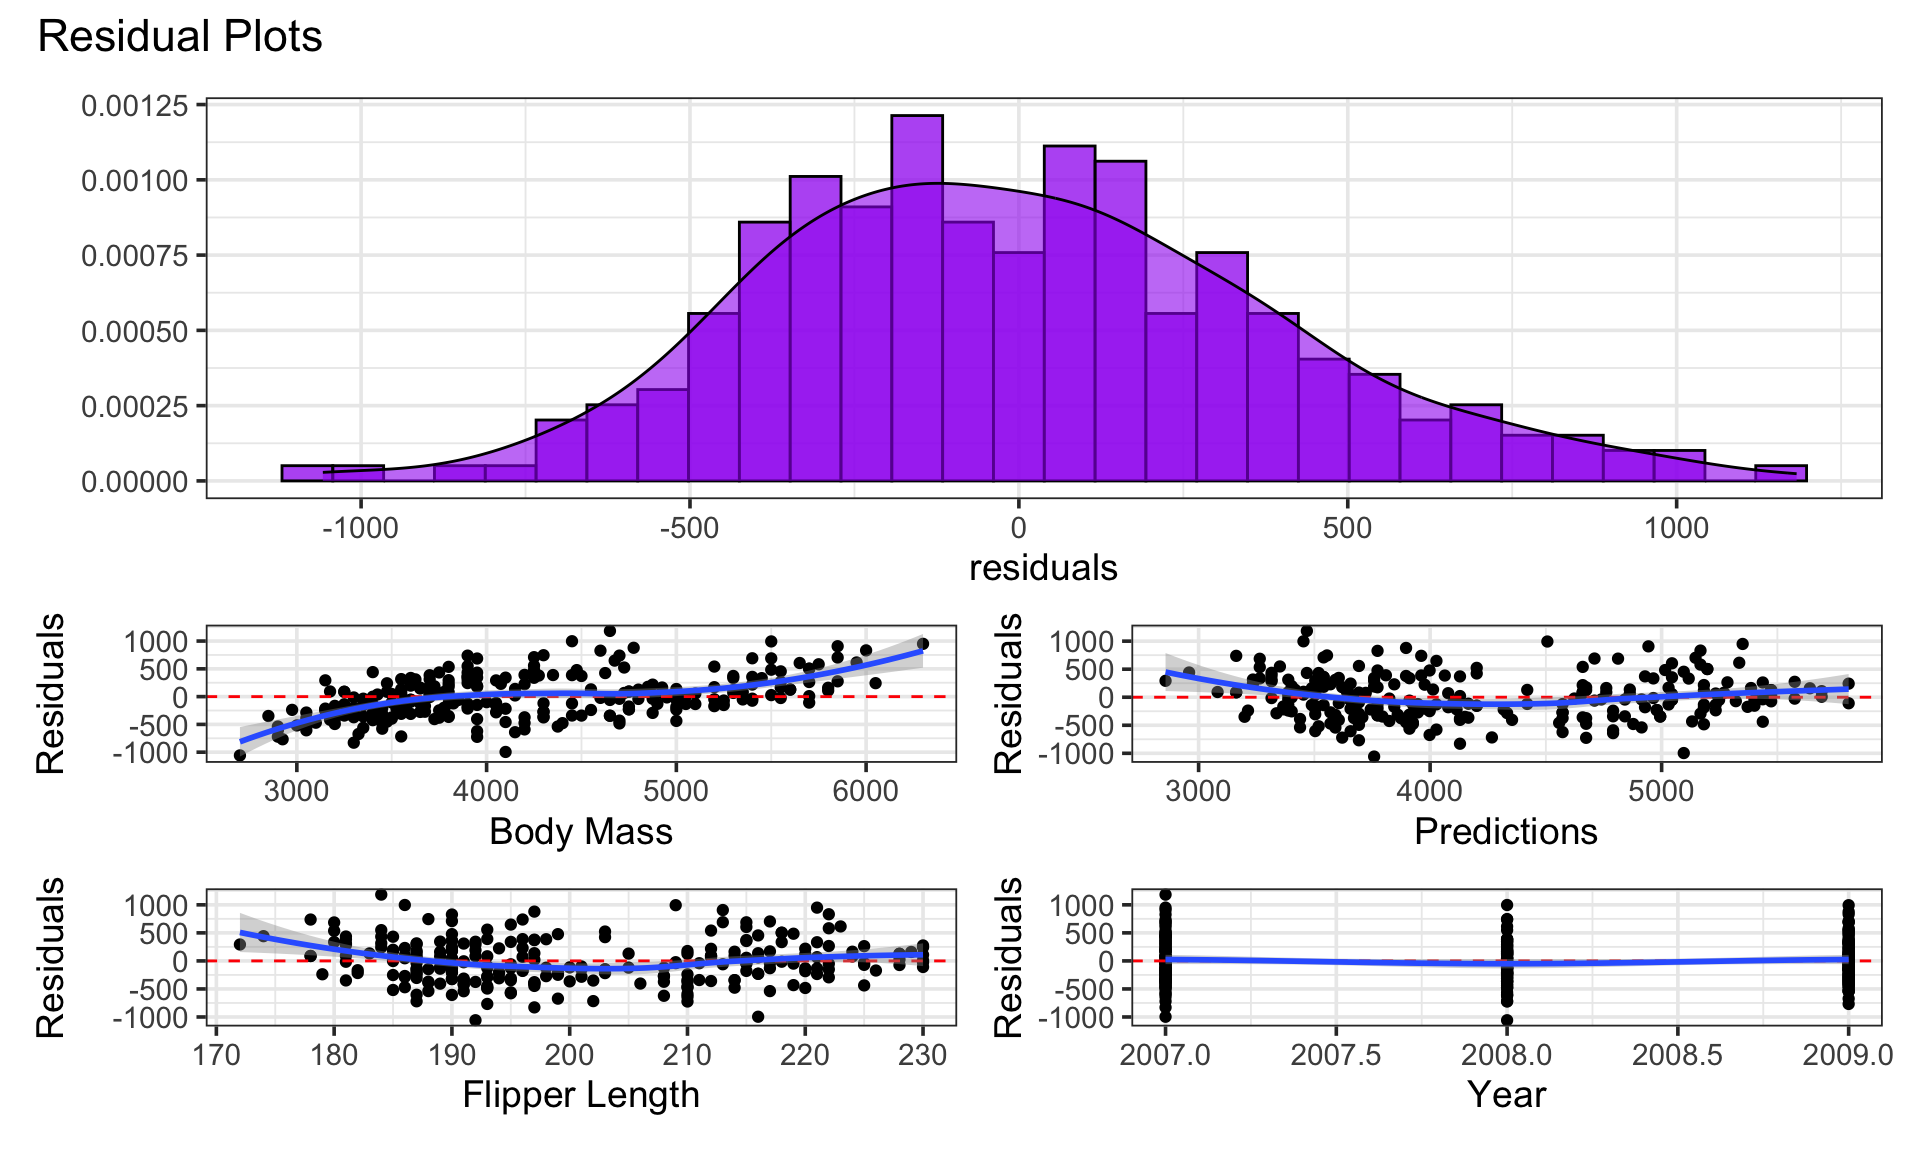 Residual Plots
0.00125
0.00100
0.00075
0.00050
0.00025
0.00000
-1000 -500 0 500 1000
residuals
Residuals
1000
500
0
-500
-1000
3000 4000 5000 6000
Body Mass
Residuals
1000
500
0
-500
-1000
3000 4000 5000
Predictions
Residuals
1000
500
0
-500
-1000
170 180 190 200 210 220 230
Flipper Length
Residuals
1000
500
0
-500
-1000
2007.0 2007.5 2008.0 2008.5 2009.0
Year